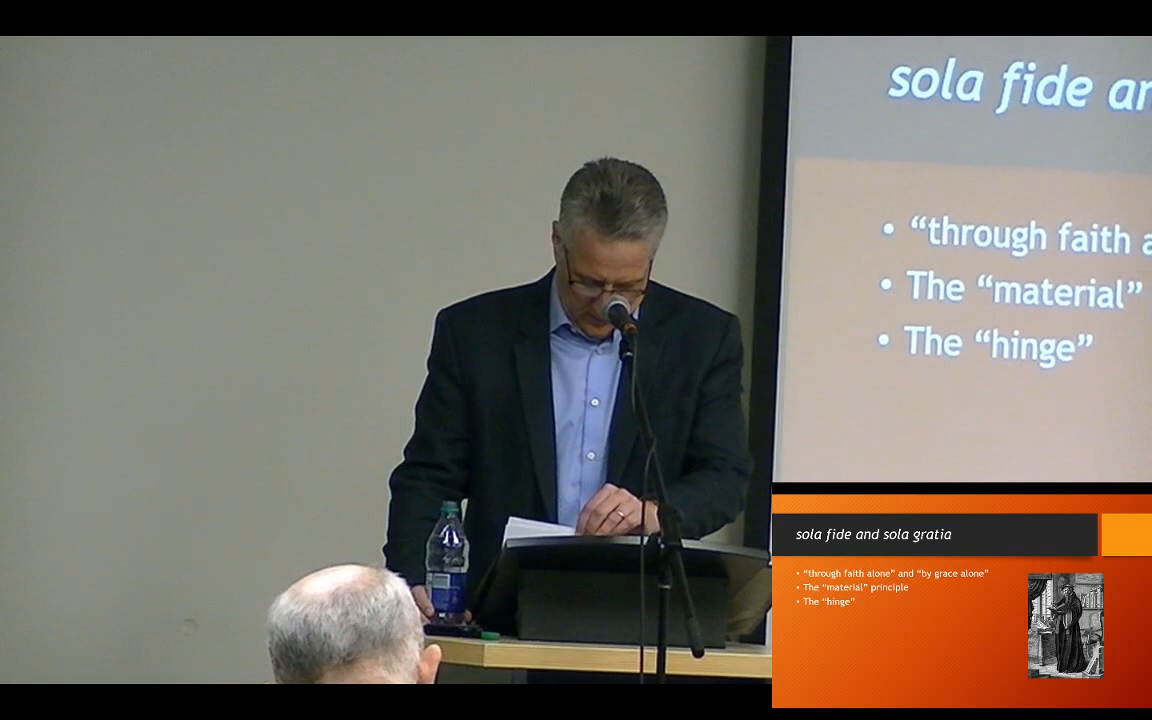 sola fide an
• “through faith a
• The “material”
• The “hinge”
sola fide and sola gratia
• “through faith alone” and “by grace alone”
• The “material” principle
• The “hinge”